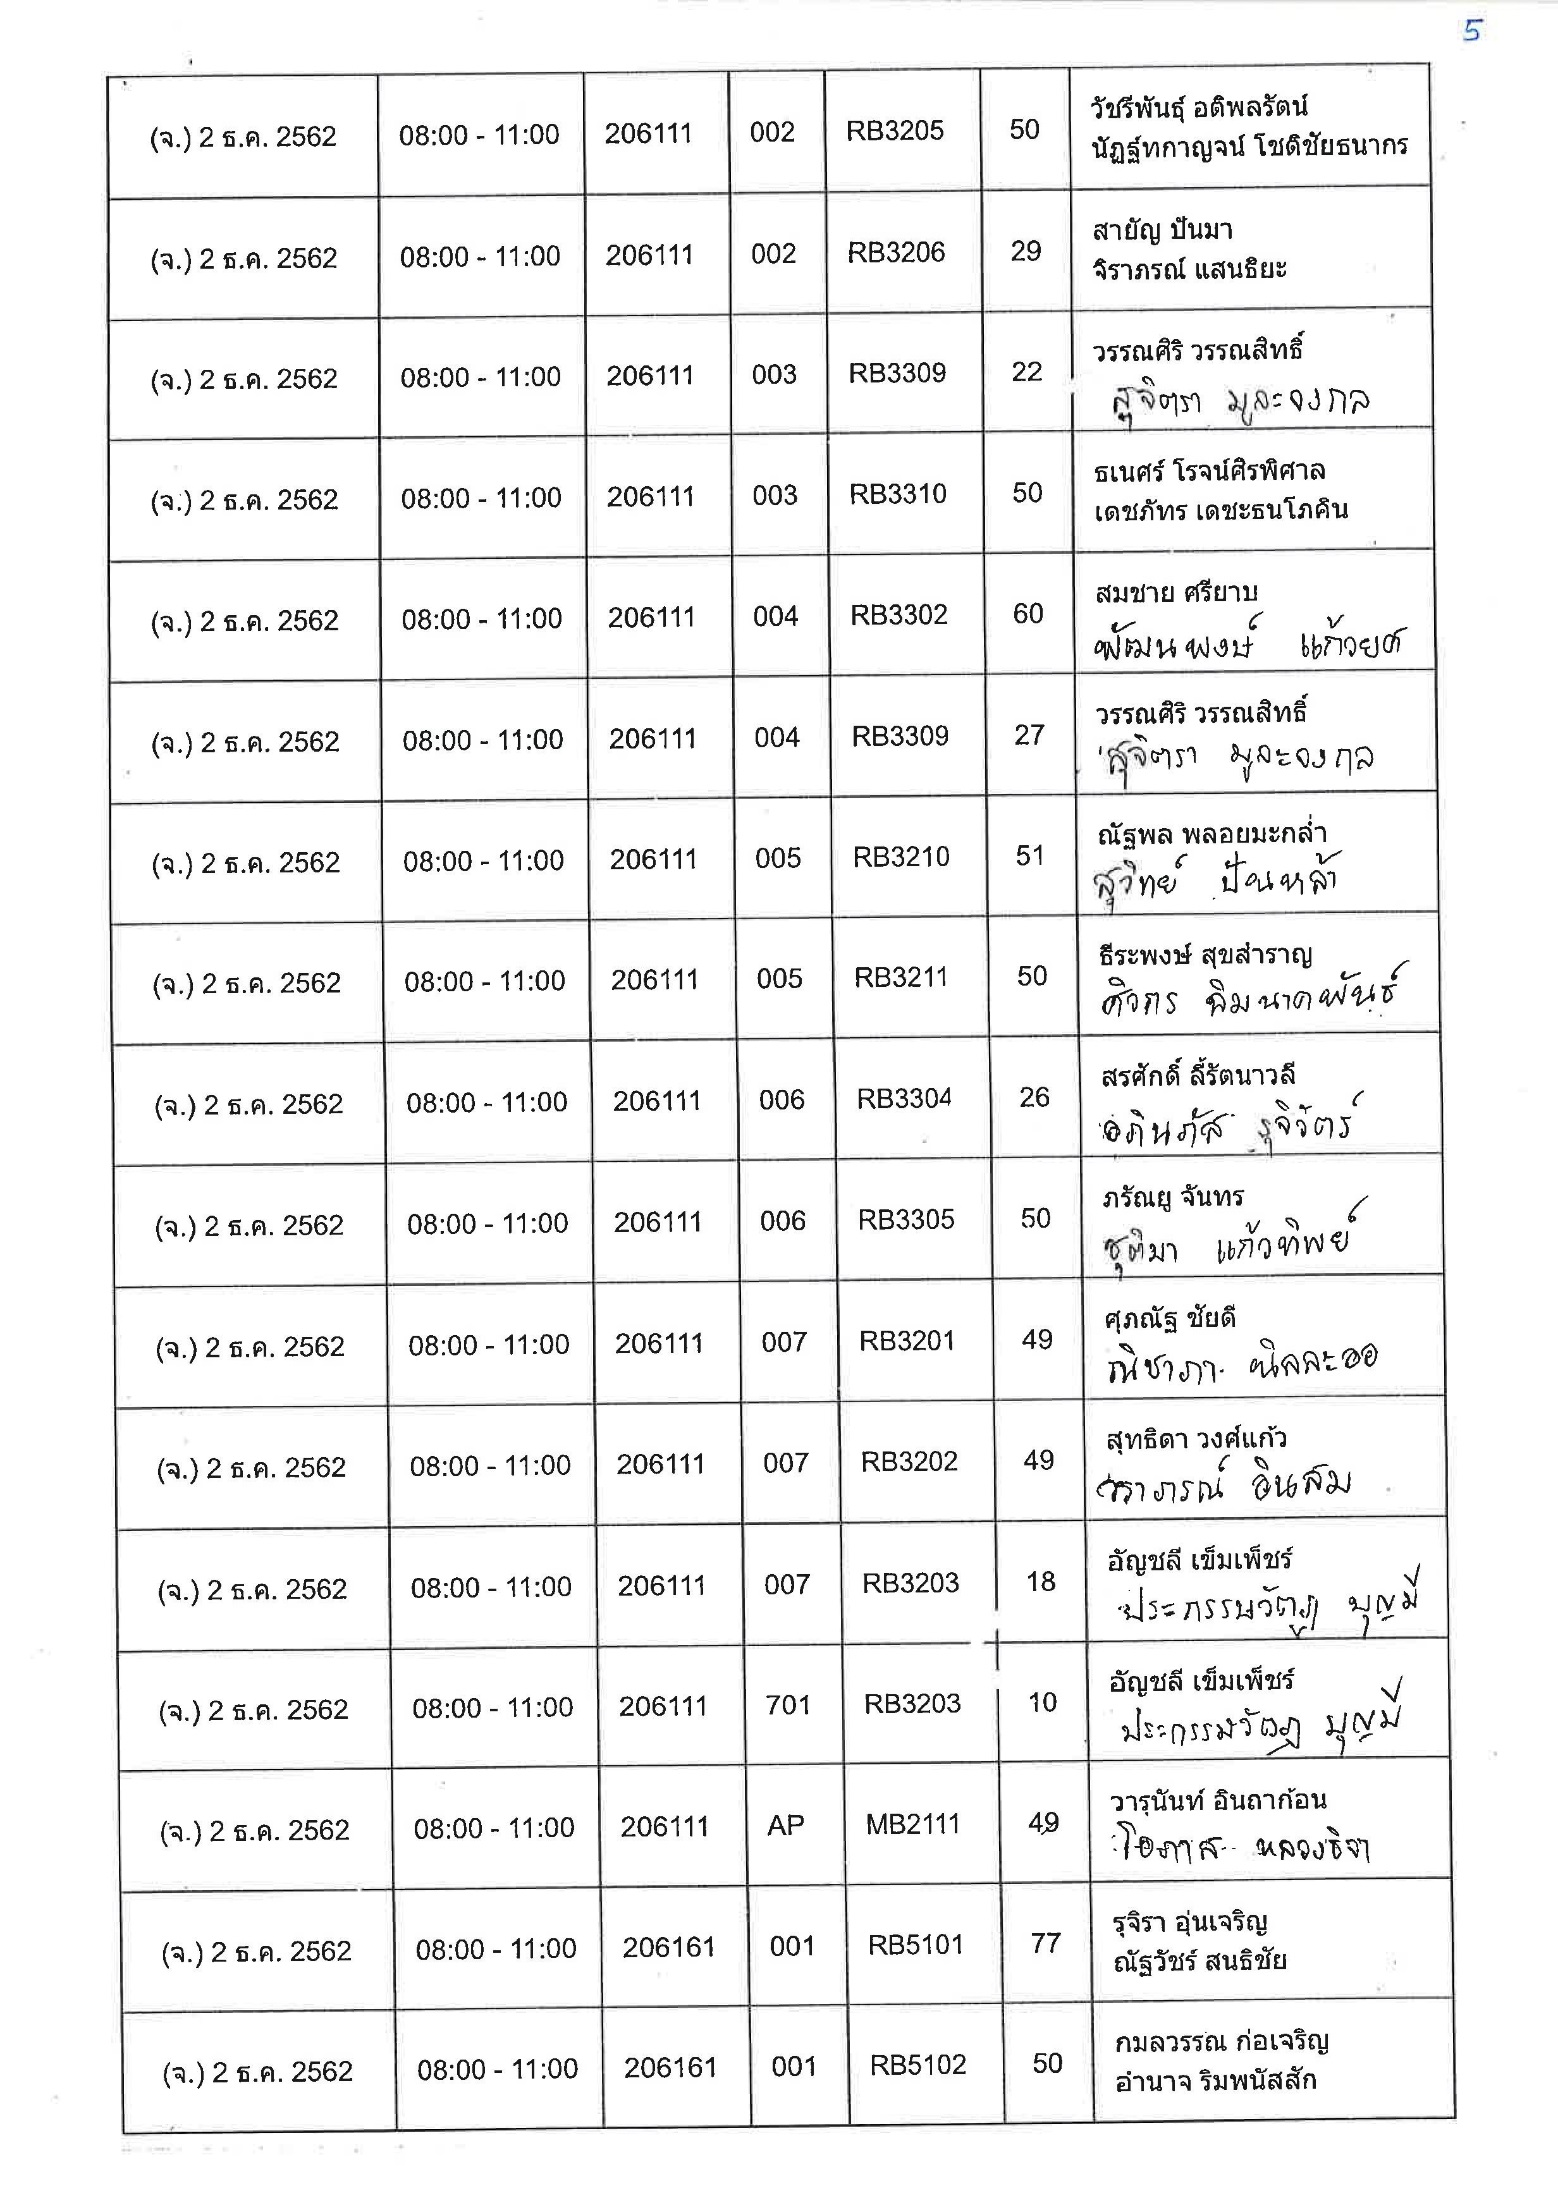 5
(จ.) 2 ธ.ค. 2562 08:00 - 11:00 206111 002 RB3205 50 วัชรีพันธุ์ อติพลรัตน์
นัฏฐ์ทกาญจน์ โชติชัยธนากร
(จ.) 2 ธ.ค. 2562 08:00 - 11:00 206111 002 RB3206 29 สายัญ ปันมา
จิราภรณ์ แสนธิยะ
(จ.) 2 ธ.ค. 2562 08:00 - 11:00 206111 003 RB3309 22 วรรณศิริ วรรณสิทธิ์
สุจิตรา มูละจงกล
(จ.) 2 ธ.ค. 2562 08:00 - 11:00 206111 003 RB3310 50 ธเนศร์ โรจน์ศิรพิศาล
เดชภัทร เดชะธนโภคิน
(จ.) 2 ธ.ค. 2562 08:00 - 11:00 206111 004 RB3302 60 สมชาย ศรียาบ
พัฒนพงษ์ แก้วยศ
(จ.) 2 ธ.ค. 2562 08:00 - 11:00 206111 004 RB3309 27 วรรณศิริ วรรณสิทธิ์
สุจิตรา มูละจงกล
(จ.) 2 ธ.ค. 2562 08:00 - 11:00 206111 005 RB3210 51 ณัฐพล พลอยมะกล่ำ
สุวิทย์ ปัอนหล้า
(จ.) 2 ธ.ค. 2562 08:00 - 11:00 206111 005 RB3211 50 ธีระพงษ์ สุขสำราญ
ศิวกร พิมนาคพันธ์
(จ.) 2 ธ.ค. 2562 08:00 - 11:00 206111 006 RB3304 26 สรศักดิ์ ลี้รัตนาวลี
อภินภัส รุจิวัตร์
(จ.) 2 ธ.ค. 2562 08:00 - 11:00 206111 006 RB3305 50 ภรัณยู จันทร
ชุติมา แก้วทิพย์
(จ.) 2 ธ.ค. 2562 08:00 - 11:00 206111 007 RB3201 49 ศุภณัฐ ชัยดี
ณิชาภา นิลละออ
(จ.) 2 ธ.ค. 2562 08:00 - 11:00 206111 007 RB3202 49 สุทธิดา วงศ์แก้ว
วราภรณ์ อินสม
(จ.) 2 ธ.ค. 2562 08:00 - 11:00 206111 007 RB3203 18 อัญชลี เข็มเพ็ชร์
ประกรรษวัตฏ บุญมี
(จ.) 2 ธ.ค. 2562 08:00 - 11:00 206111 701 RB3203 10 อัญชลี เข็มเพ็ชร์
บุญมี
(จ.) 2 ธ.ค. 2562 08:00 - 11:00 206111 AP MB2111 49 วารุนันท์ อินถาก้อน
โอภาส หลวงธิจา
(จ.) 2 ธ.ค. 2562 08:00 - 11:00 206161 001 RB5101 77 รุจิรา อุ่นเจริญ
ณัฐวัชร์ สนธิชัย
(จ.) 2 ธ.ค. 2562 08:00 - 11:00 206161 001 RB5102 50 กมลวรรณ ก่อเจริญ
อำนาจ ริมพนัสสัก